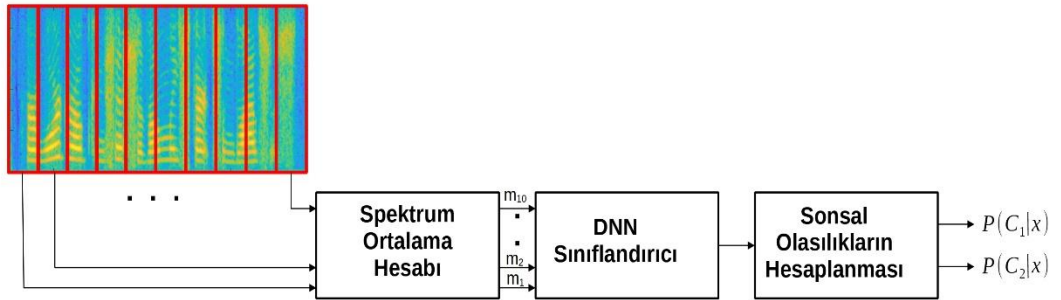 . . .
Spektrum
Ortalama
Hesabı
m₁₀
.
.
m₂
m₁
DNN
Sınıflandırıcı
Sonsal
Olasılıkların
Hesaplanması
P(C₁|x)
P(C₂|x)